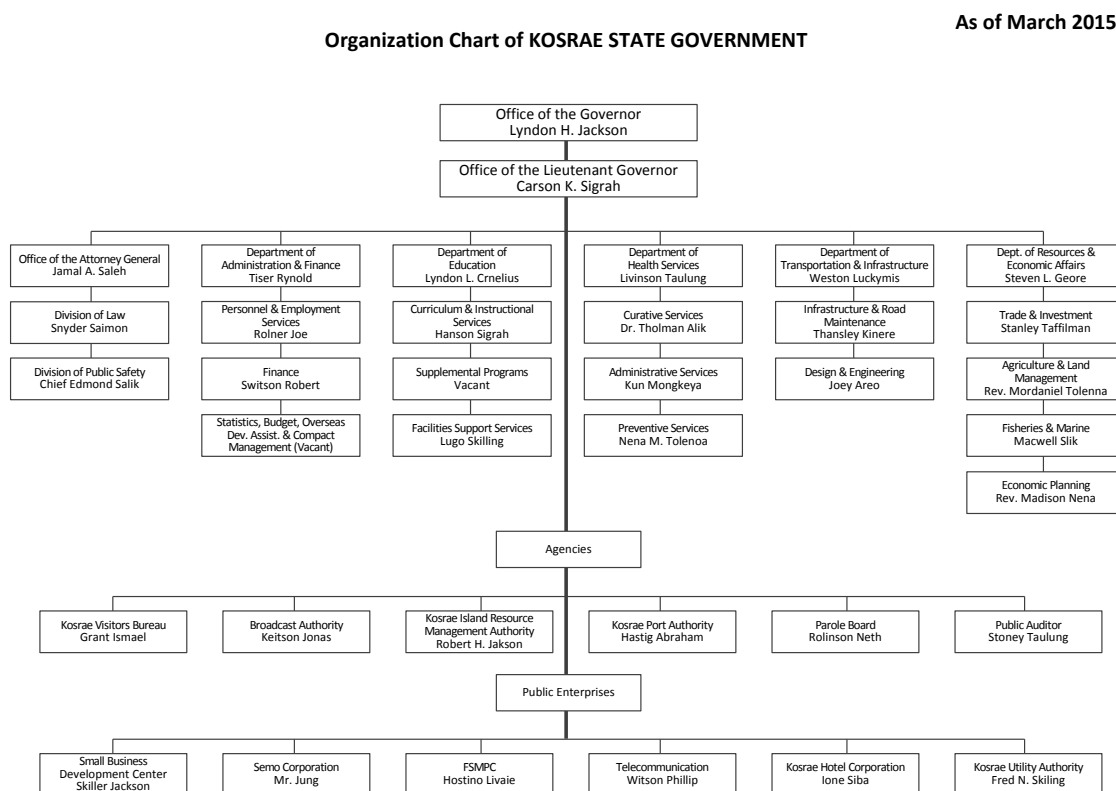 As of March 2015
Organization Chart of KOSRAE STATE GOVERNMENT
Office of the Governor
Lyndon H. Jackson
Office of the Lieutenant Governor
Carson K. Sigrah
Office of the Attorney General
Jamal A. Saleh
Department of
Administration & Finance
Tiser Rynold
Department of
Education
Lyndon L. Crnelius
Department of
Health Services
Livinson Taulung
Department of
Transportation & Infrastructure
Weston Luckymis
Dept. of Resources &
Economic Affairs
Steven L. Geore
Division of Law
Snyder Saimon
Personnel & Employment
Services
Rolner Joe
Curriculum & Instructional
Services
Hanson Sigrah
Curative Services
Dr. Tholman Alik
Infrastructure & Road
Maintenance
Thansley Kinere
Trade & Investment
Stanley Taffilman
Division of Public Safety
Chief Edmond Salik
Finance
Switson Robert
Supplemental Programs
Vacant
Administrative Services
Kun Mongkeya
Design & Engineering
Joey Areo
Agriculture & Land
Management
Rev. Mordaniel Tolenna
Statistics, Budget, Overseas
Dev. Assist. & Compact
Management (Vacant)
Facilities Support Services
Lugo Skilling
Preventive Services
Nena M. Tolenoa
Fisheries & Marine
Macwell Slik
Economic Planning
Rev. Madison Nena
Agencies
Kosrae Visitors Bureau
Grant Ismael
Broadcast Authority
Keitson Jonas
Kosrae Island Resource
Management Authority
Robert H. Jakson
Kosrae Port Authority
Hastig Abraham
Parole Board
Rolinson Neth
Public Auditor
Stoney Taulung
Public Enterprises
Small Business
Development Center
Skiller Jackson
Semo Corporation
Mr. Jung
FSMPC
Hostino Livaie
Telecommunication
Witson Phillip
Kosrae Hotel Corporation
Ione Siba
Kosrae Utility Authority
Fred N. Skiling